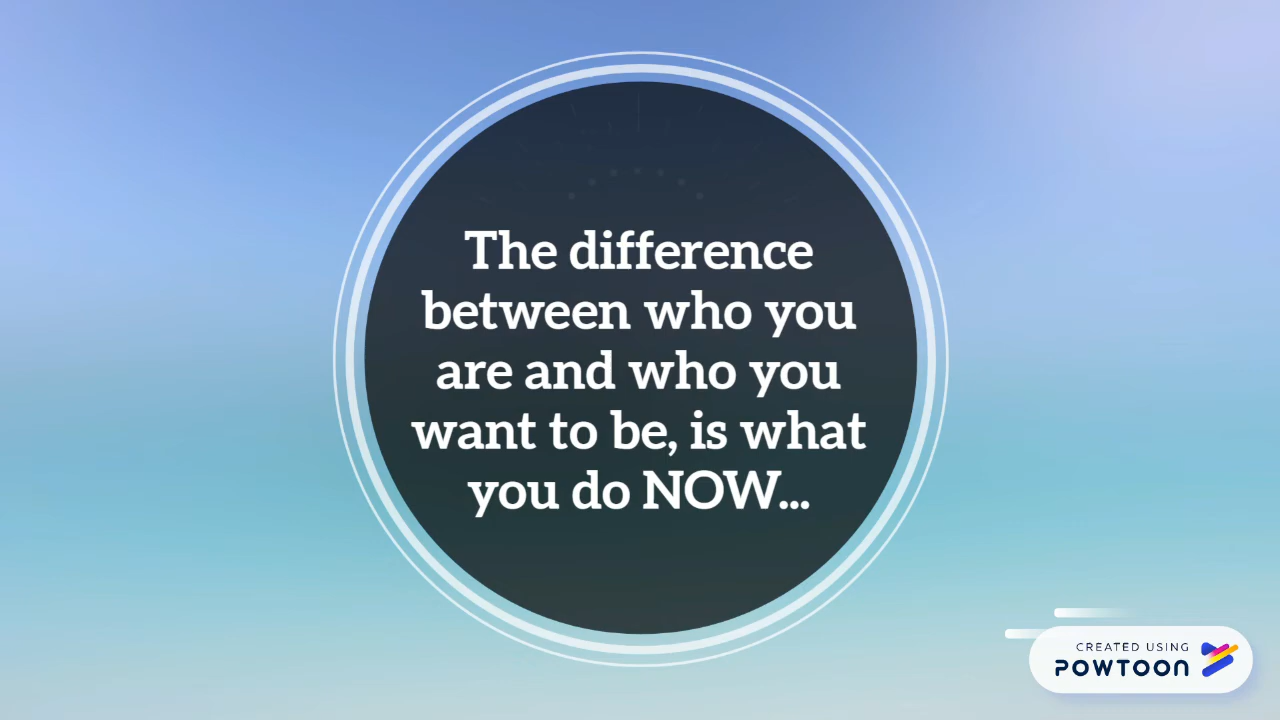 The difference
between who you
are and who you
want to be, is what
you do NOW...
CREATED USING
POWTOON